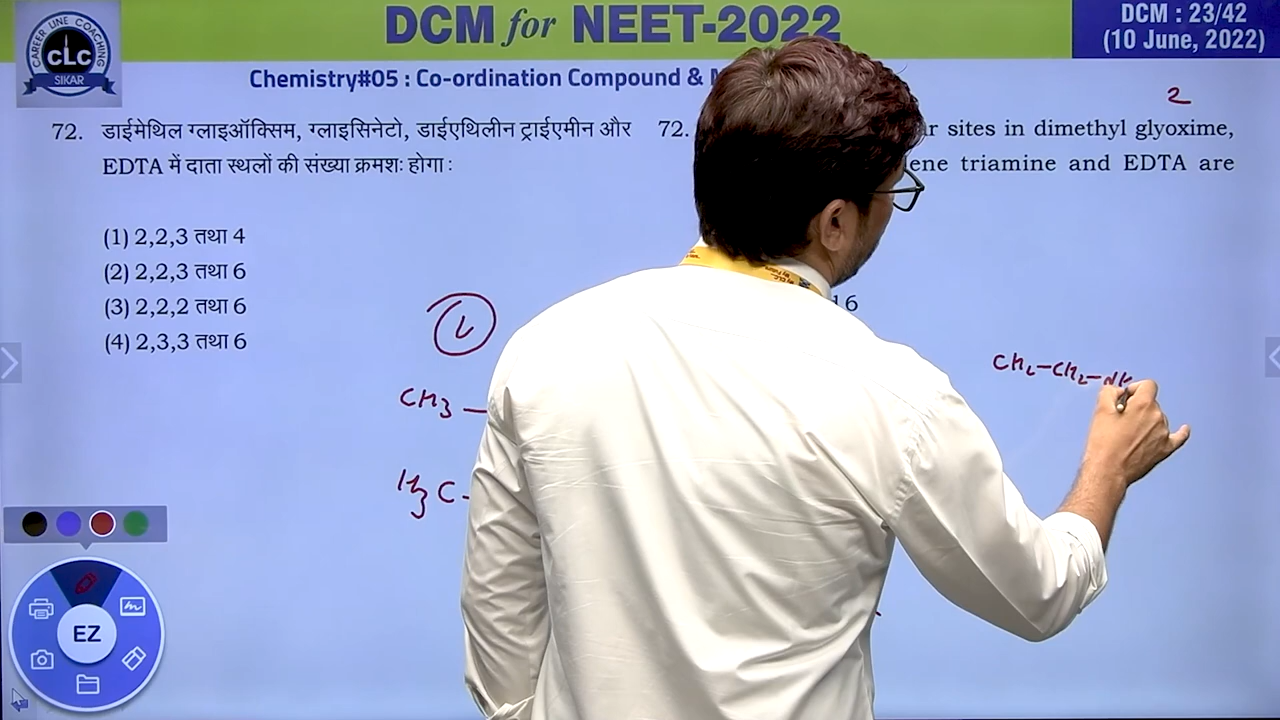 DCM for NEET-2022
DCM : 23/42
(10 June, 2022)
CAREER LINE COACHING
CLC
SIKAR
Chemistry#05 : Co-ordination Compound &
2
72. डाईमेथिल ग्लाइऑक्सिम, ग्लाइसिनेटो, डाईएथिलीन ट्राईएमीन और
EDTA में दाता स्थलों की संख्या क्रमशः होगा :
(1) 2,2,3 तथा 4
(2) 2,2,3 तथा 6
(3) 2,2,2 तथा 6
(4) 2,3,3 तथा 6
72.
sites in dimethyl glyoxime,
triamine and EDTA are
CH3 —
H3C -
CH2-CH2-
EZ